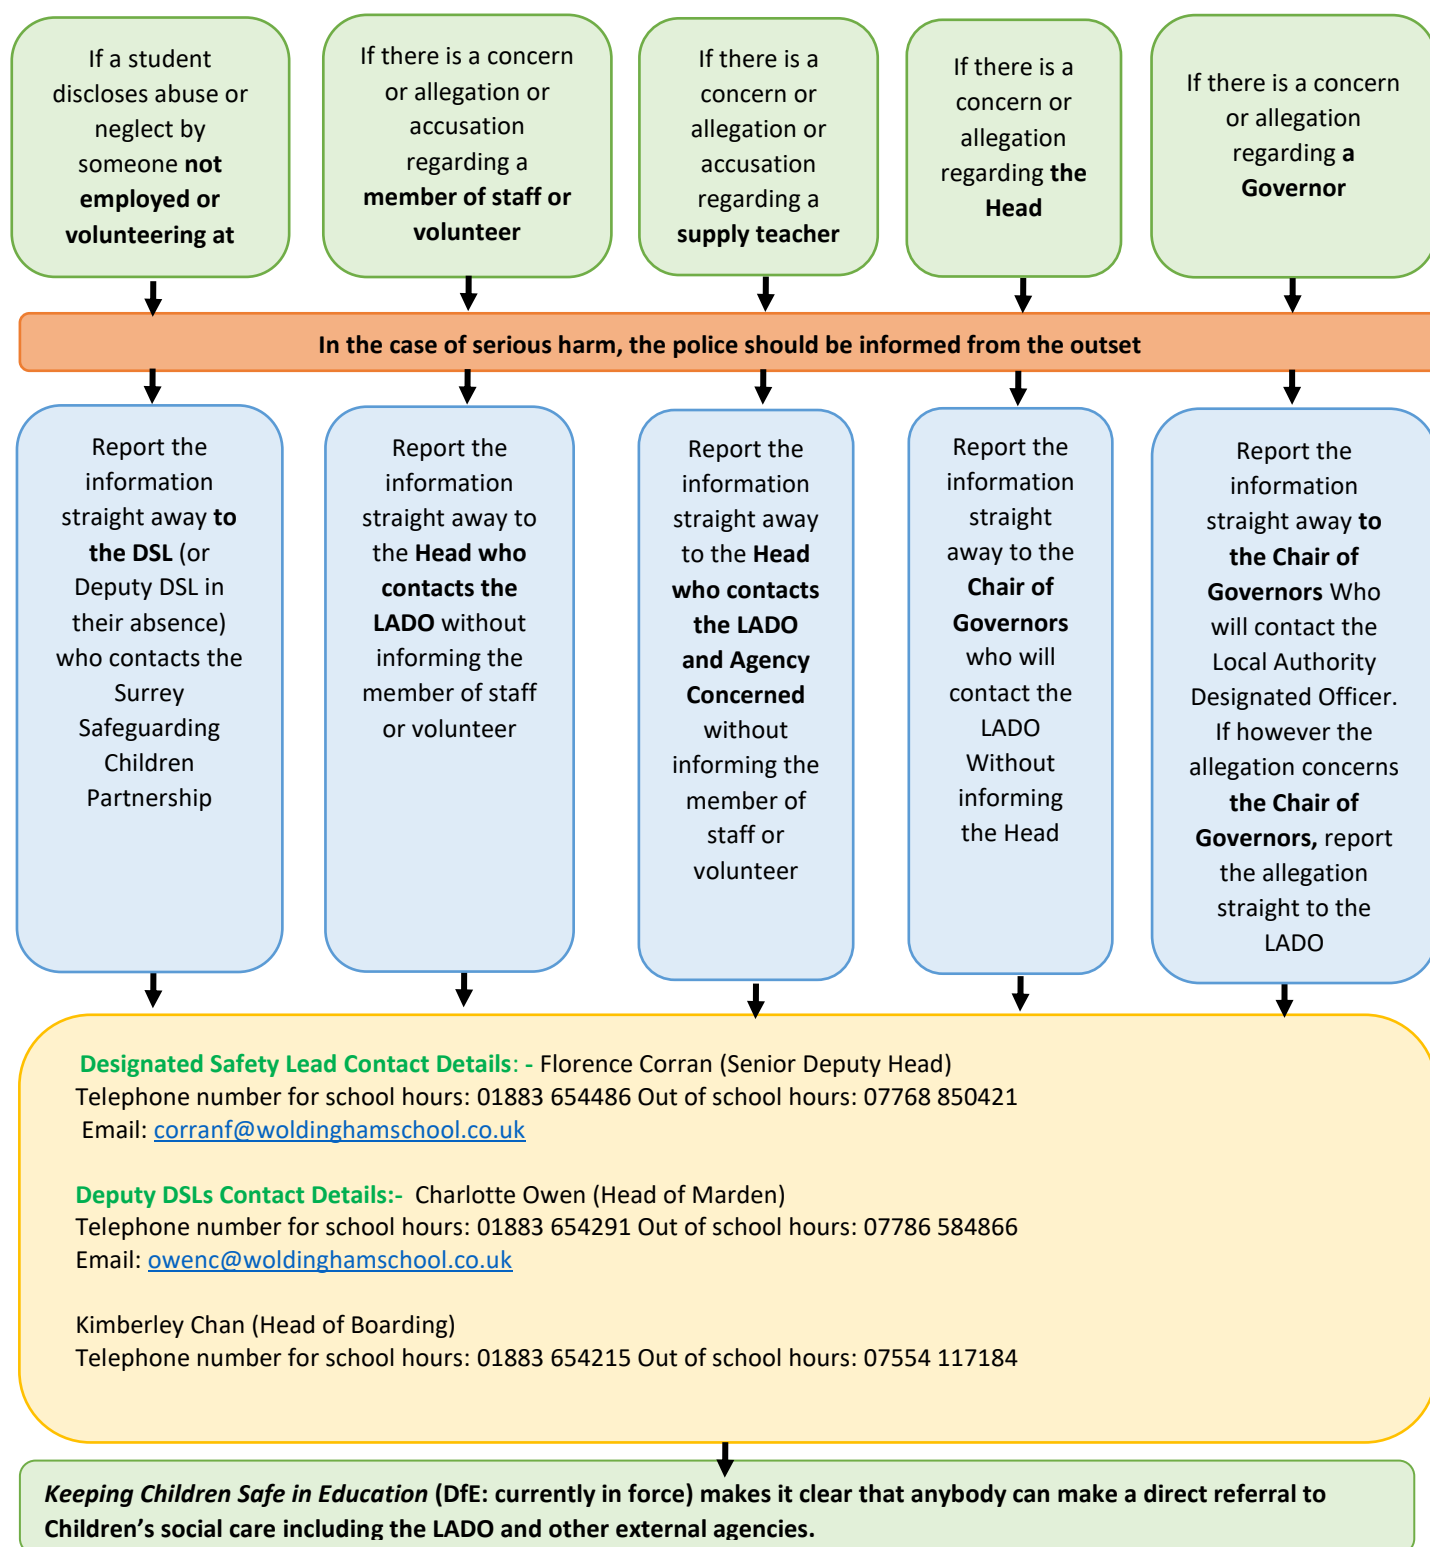 If a student
discloses abuse or
neglect by
someone not
employed or
volunteering at
If there is a concern
or allegation or
accusation
regarding a
member of staff or
volunteer
If there is a
concern or
allegation or
accusation
regarding a
supply teacher
If there is a
concern or
allegation
regarding the
Head
If there is a concern
or allegation
regarding a
Governor
In the case of serious harm, the police should be informed from the outset
Report the
information
straight away to
the DSL (or
Deputy DSL in
their absence)
who contacts the
Surrey
Safeguarding
Children
Partnership
Report the
information
straight away to
the Head who
contacts the
LADO without
informing the
member of staff
or volunteer
Report the
information
straight away
to the Head
who contacts
the LADO
and Agency
Concerned
without
informing the
member of
staff or
volunteer
Report the
information
straight
away to the
Chair of
Governors
who will
contact the
LADO
Without
informing
the Head
Report the
information
straight away to
the Chair of
Governors Who
will contact the
Local Authority
Designated Officer.
If however the
allegation concerns
the Chair of
Governors, report
the allegation
straight to the
LADO
Designated Safety Lead Contact Details: - Florence Corran (Senior Deputy Head)
Telephone number for school hours: 01883 654486 Out of school hours: 07768 850421
Email: corranf@woldinghamschool.co.uk
Deputy DSLs Contact Details:- Charlotte Owen (Head of Marden)
Telephone number for school hours: 01883 654291 Out of school hours: 07786 584866
Email: owenc@woldinghamschool.co.uk
Kimberley Chan (Head of Boarding)
Telephone number for school hours: 01883 654215 Out of school hours: 07554 117184
Keeping Children Safe in Education (DfE: currently in force) makes it clear that anybody can make a direct referral to
Children's social care including the LADO and other external agencies.